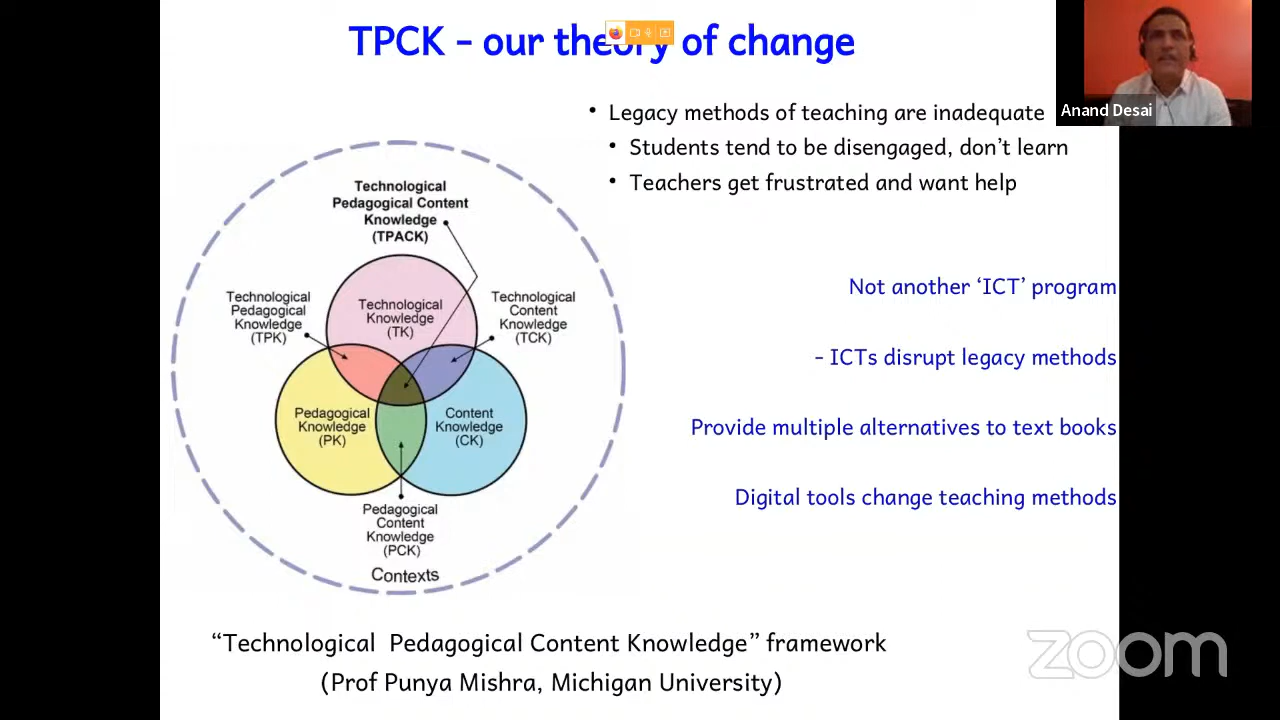 TPCK - our theory of change
Anand Desai
• Legacy methods of teaching are inadequate
• Students tend to be disengaged, don't learn
• Teachers get frustrated and want help
Technological
Pedagogical Content
Knowledge
(TPACK)
Technological
Pedagogical
Knowledge
(TPK)
Technological
Knowledge
(TK)
Technological
Content
Knowledge
(TCK)
Pedagogical
Knowledge
(PK)
Content
Knowledge
(CK)
Pedagogical
Content
Knowledge
(PCK)
Contexts
Not another ‘ICT’ program
- ICTs disrupt legacy methods
Provide multiple alternatives to text books
Digital tools change teaching methods
“Technological Pedagogical Content Knowledge” framework
(Prof Punya Mishra, Michigan University)
zoom